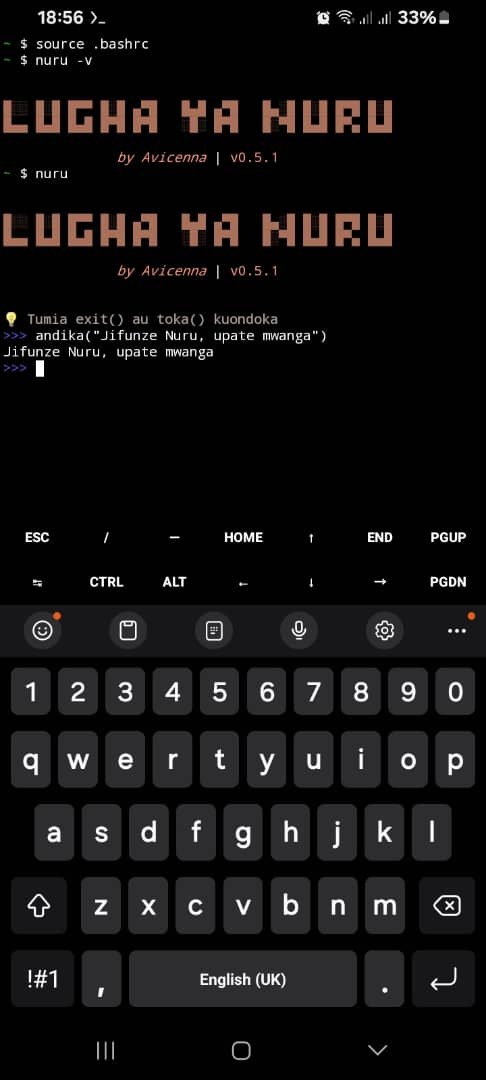 18:56 >_ 33%
~ $ source .bashrc
~ $ nuru -v
LUGHA YA NURU
by Avicenna | v0.5.1
~ $ nuru
LUGHA YA NURU
by Avicenna | v0.5.1
💡 Tumia exit() au toka() kuondoka
>>> andika("Jifunze Nuru, upate mwanga")
Jifunze Nuru, upate mwanga
>>>
ESC / — HOME ↑ END PGUP
↹ CTRL ALT ← ↓ → PGDN
1 2 3 4 5 6 7 8 9 0
q w e r t y u i o p
a s d f g h j k l
z x c v b n m
!#1 , English (UK) .